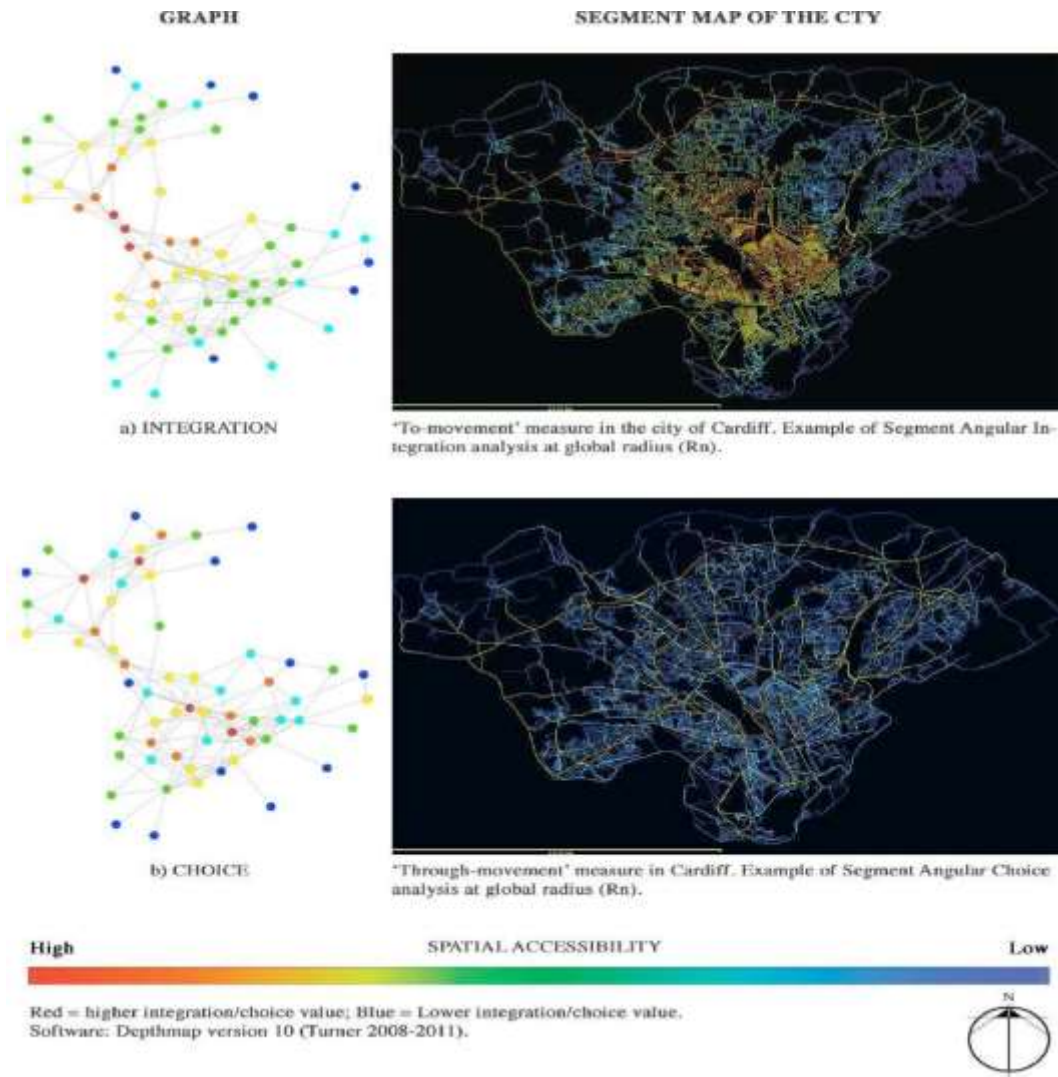 GRAPH
SEGMENT MAP OF THE CTY
a) INTEGRATION
'To-movement' measure in the city of Cardiff. Example of Segment Angular In-
tegration analysis at global radius (Rn).
b) CHOICE
'Through-movement' measure in Cardiff. Example of Segment Angular Choice
analysis at global radius (Rn).
High
SPATIAL ACCESSIBILITY
Low
Red = higher integration/choice value; Blue = Lower integration/choice value.
Software: Depthmap version 10 (Turner 2008-2011).
N